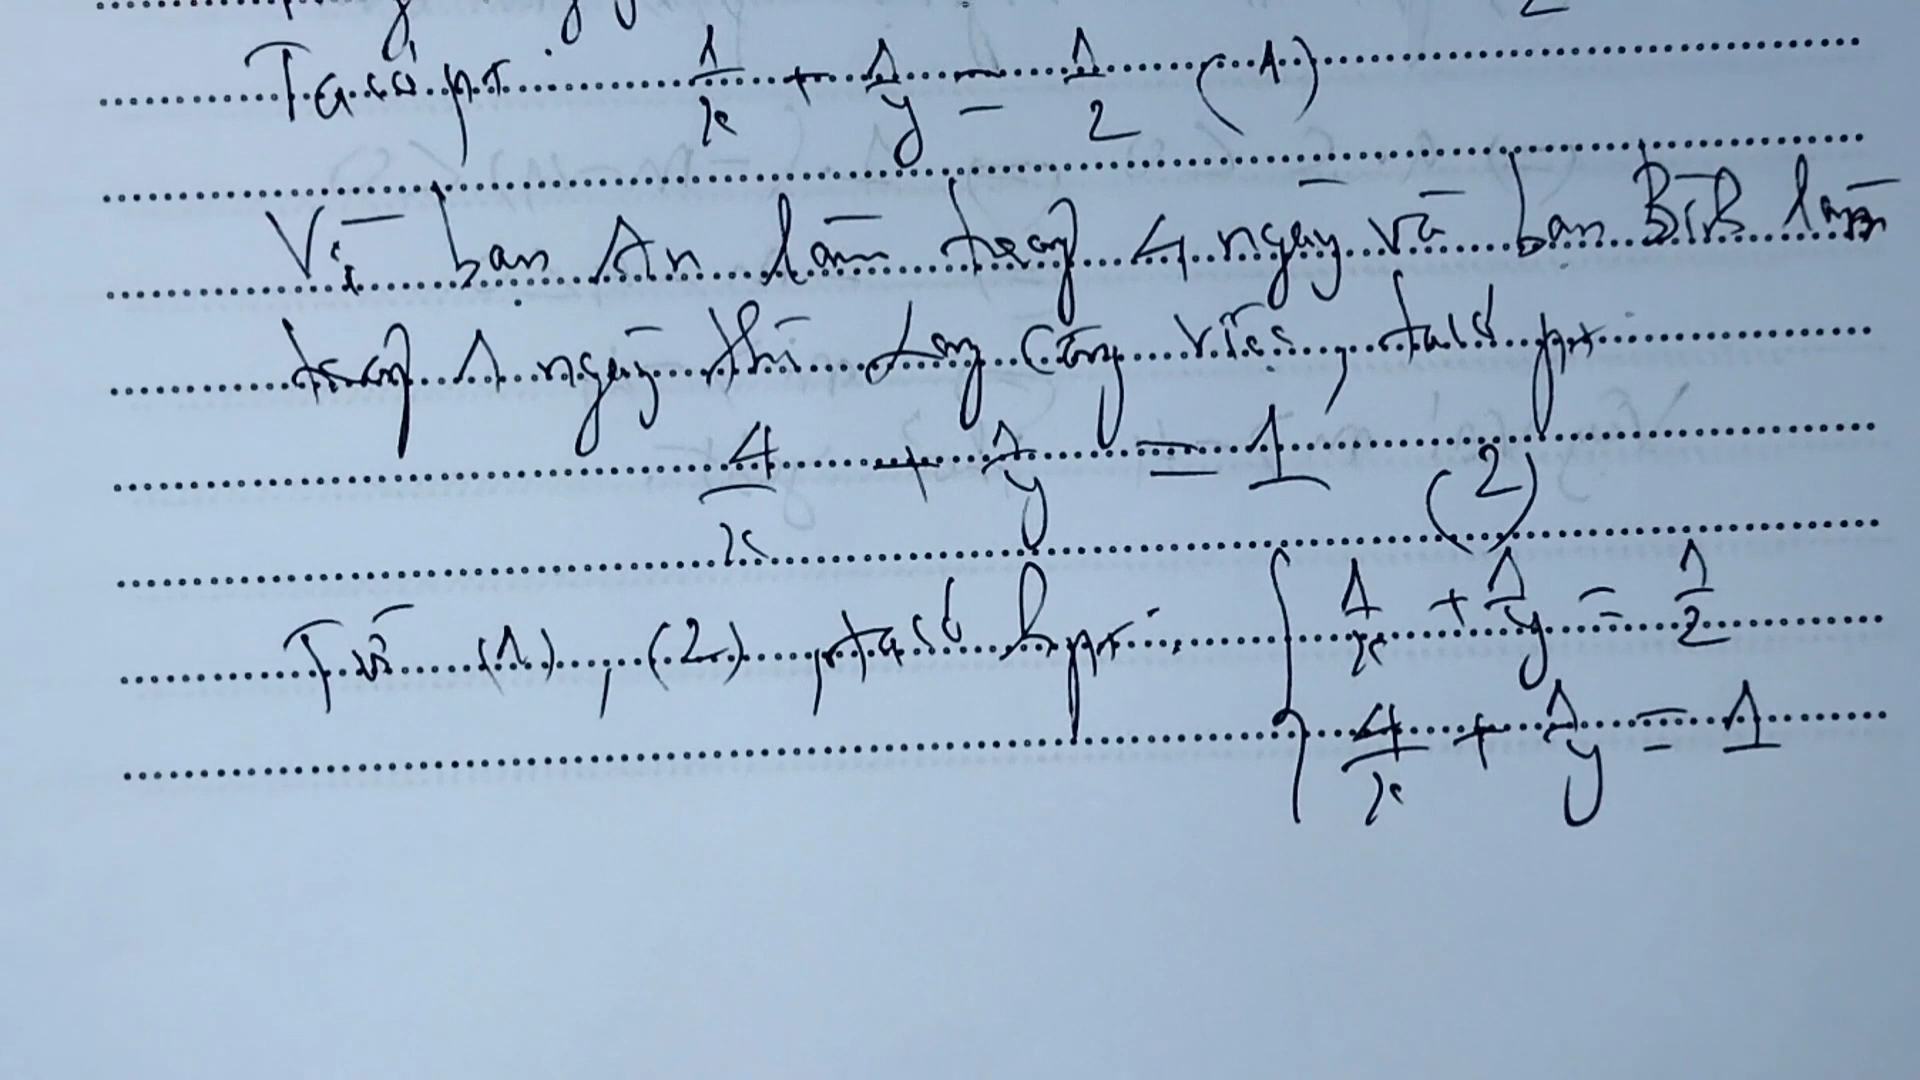 Ta có pt: 1/x + 1/y = 1/2 (1)
Vì bạn An làm trong 4 ngày và bạn Bình làm
trong 1 ngày thì xong công việc, ta có pt:
4/x + 1/y = 1 (2)
Từ (1), (2), ta có hpt: { 1/x + 1/y = 1/2
4/x + 1/y = 1